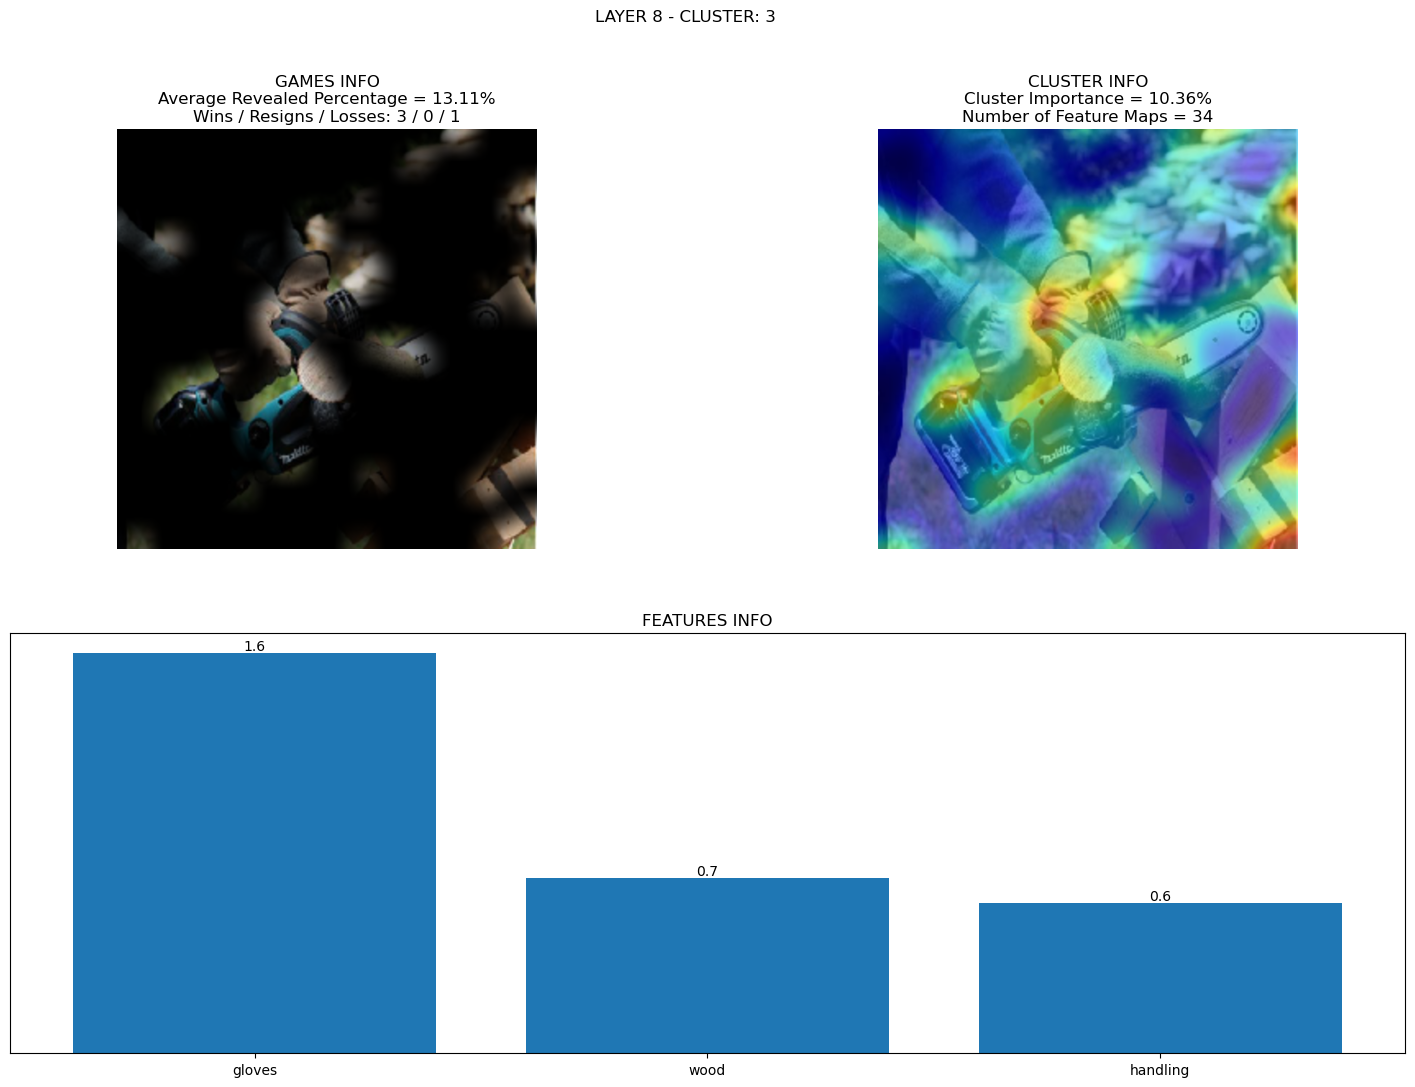 LAYER 8 - CLUSTER: 3
GAMES INFO
Average Revealed Percentage = 13.11%
Wins / Resigns / Losses: 3 / 0 / 1
CLUSTER INFO
Cluster Importance = 10.36%
Number of Feature Maps = 34
makita
makita
FEATURES INFO
1.6
0.7
0.6
gloves
wood
handling